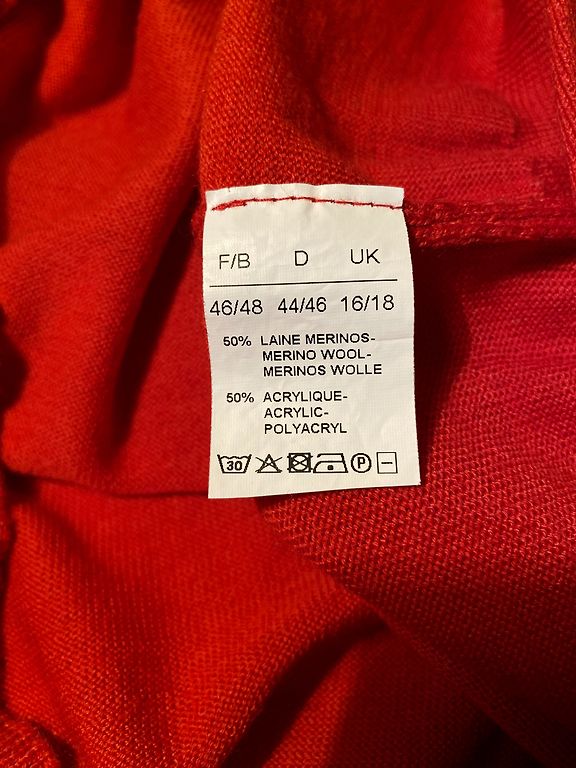 F/B D UK
46/48 44/46 16/18
50% LAINE MERINOS-
MERINO WOOL-
MERINOS WOLLE
50% ACRYLIQUE-
ACRYLIC-
POLYACRYL
30 P